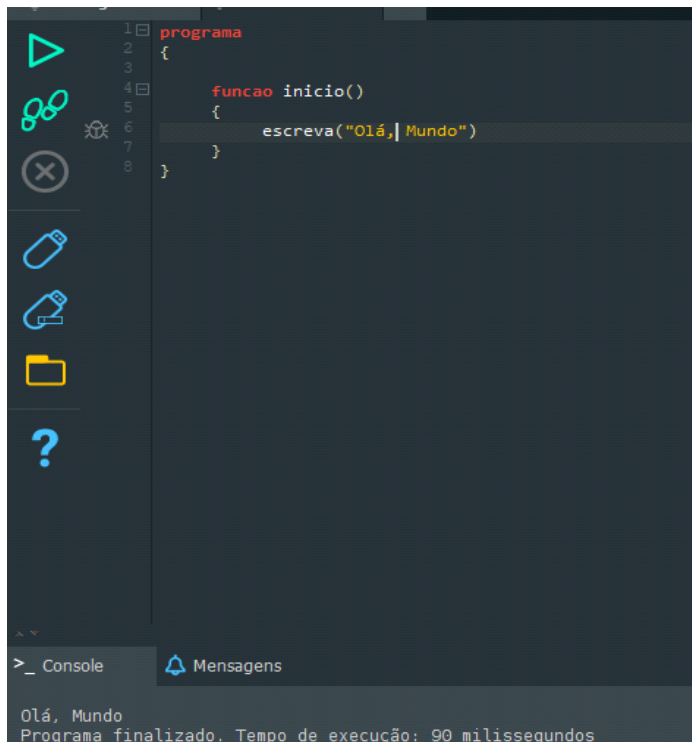 1 programa
2 {
3
4 funcao inicio()
5 {
6 escreva("Olá, Mundo")
7 }
8 }
?
>_ Console
Mensagens
Olá, Mundo
Programa finalizado. Tempo de execução: 90 milissegundos